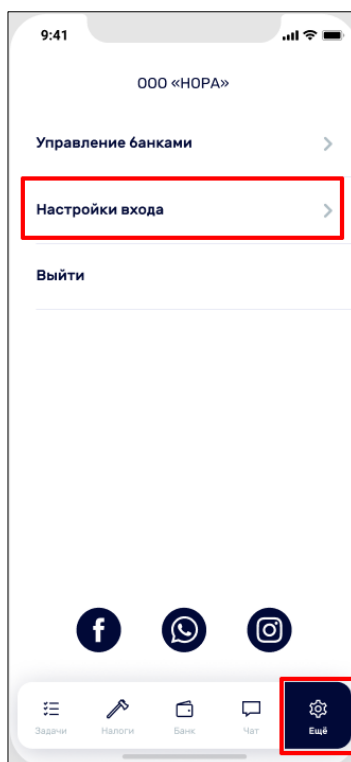 9:41
ООО «НОРА»
Управление банками
Настройки входа
Выйти
Задачи
Налоги
Банк
Чат
Ещё